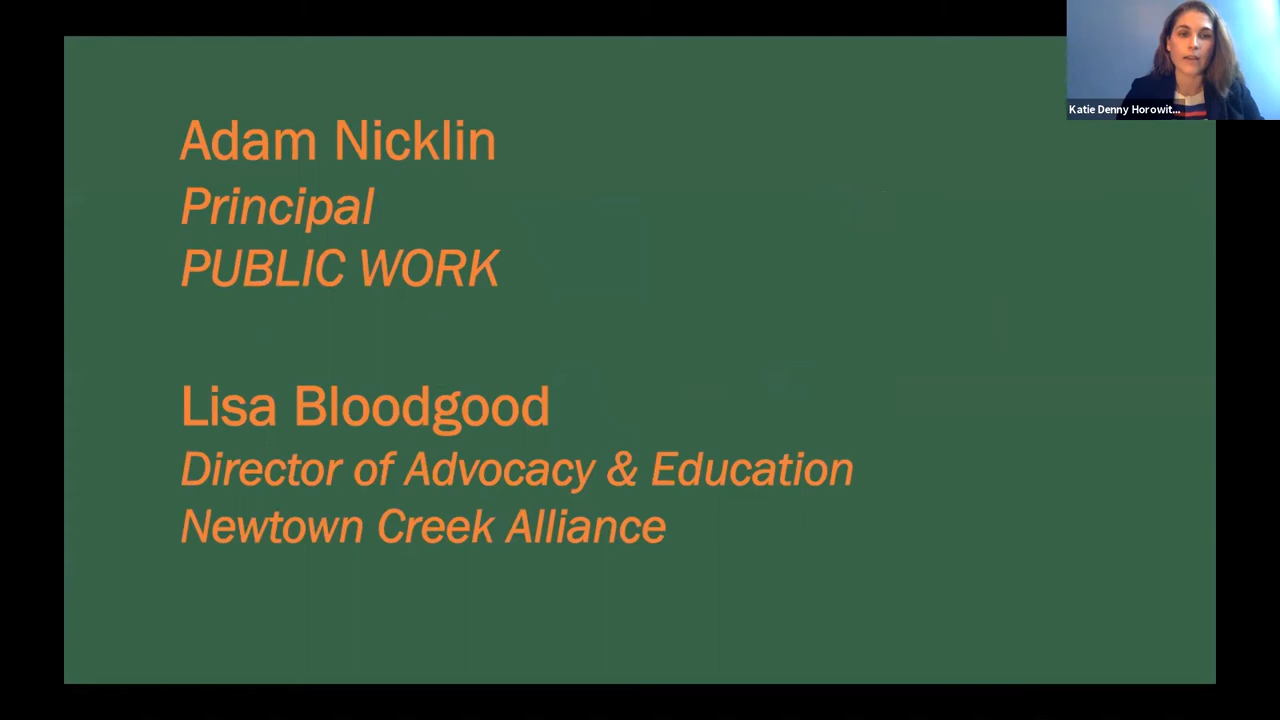 Adam Nicklin
Principal
PUBLIC WORK
Lisa Bloodgood
Director of Advocacy & Education
Newtown Creek Alliance
Katie Denny Horowit...